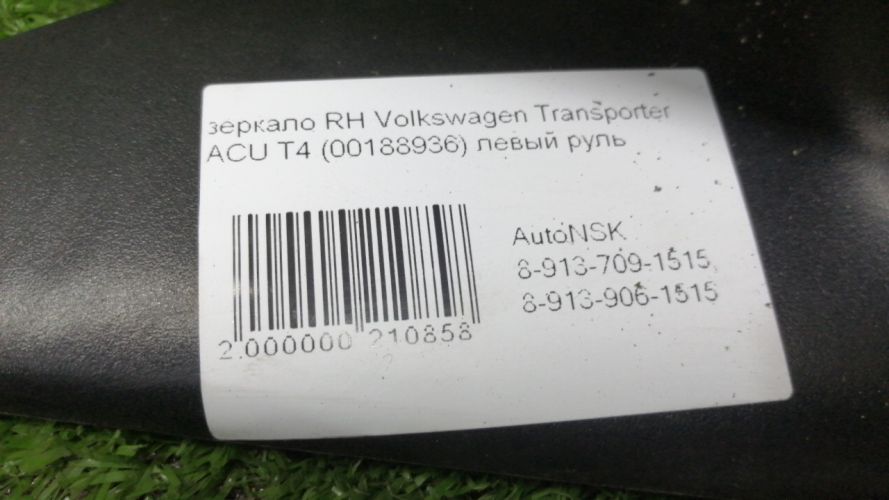 зеркало RH Volkswagen Transporter
ACU T4 (00188936) левый руль
AutoNSK
8-913-709-1515,
8-913-906-1515
2 000000 210858